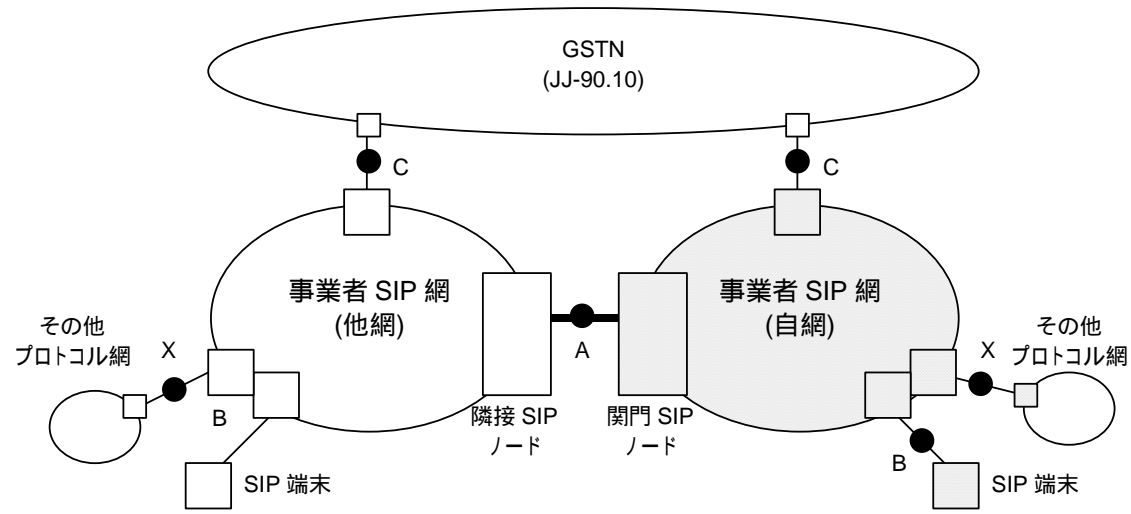 GSTN
(JJ-90.10)
C
C
事業者 SIP 網
(他網)
事業者 SIP 網
(自網)
その他
プロトコル網
X
A
X
その他
プロトコル網
B
隣接 SIP
ノード
関門 SIP
ノード
B
SIP 端末
SIP 端末